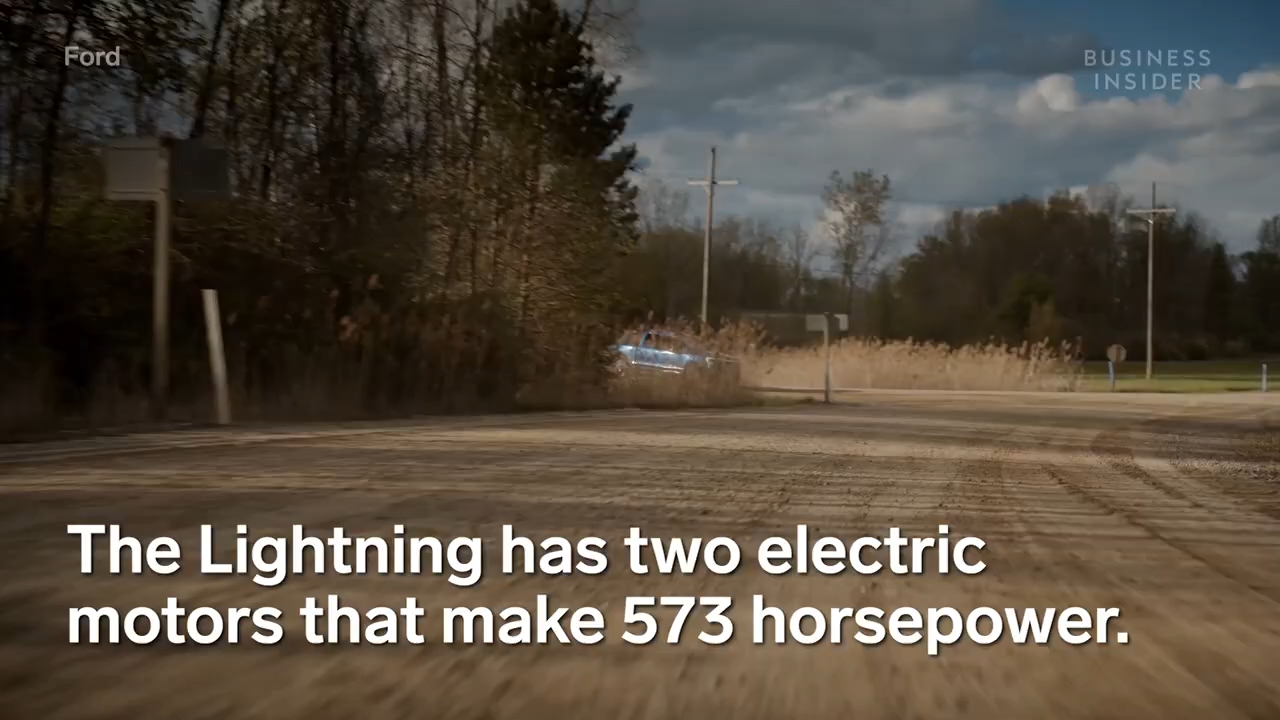 Ford
BUSINESS
INSIDER
The Lightning has two electric
motors that make 573 horsepower.